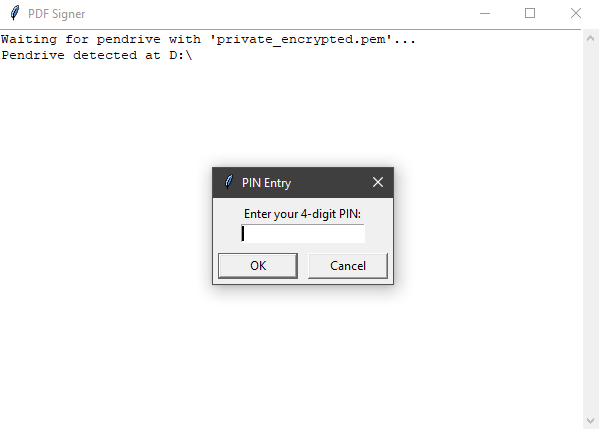 PDF Signer
Waiting for pendrive with 'private_encrypted.pem'...
Pendrive detected at D:\
PIN Entry
Enter your 4-digit PIN:
OK
Cancel